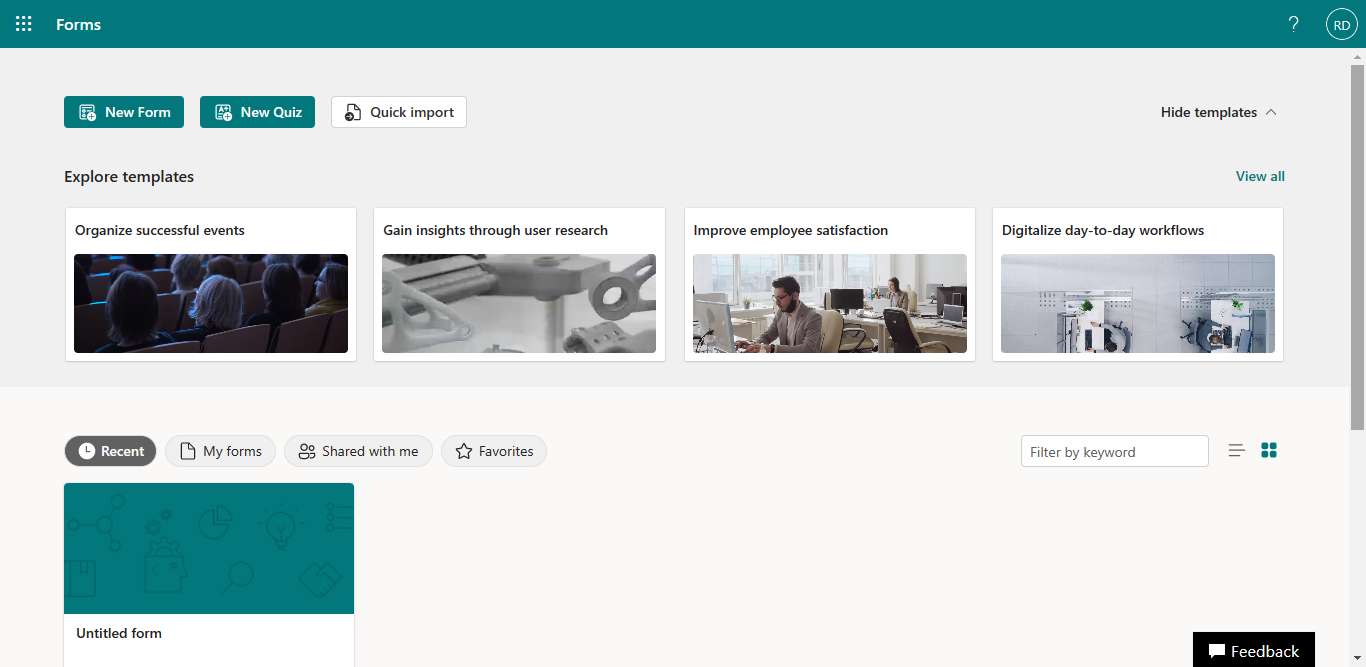 Forms
?
RD
New Form
New Quiz
Quick import
Hide templates
Explore templates
View all
Organize successful events
Gain insights through user research
Improve employee satisfaction
Digitalize day-to-day workflows
Recent
My forms
Shared with me
Favorites
Filter by keyword
Untitled form
Feedback